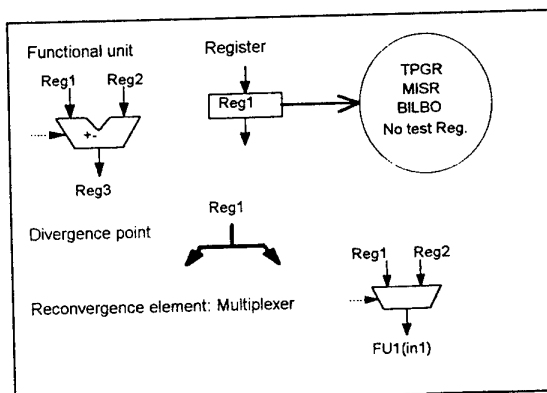 Functional unit
Register
Reg1 Reg2
+-
Reg3
Reg1
TPGR
MISR
BILBO
No test Reg.
Reg1
Divergence point
Reg1 Reg2
Reconvergence element: Multiplexer
FU1(in1)